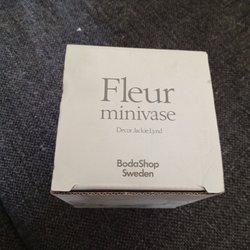 Fleur
minivase
Decor Jackie Lynd
BodaShop
Sweden